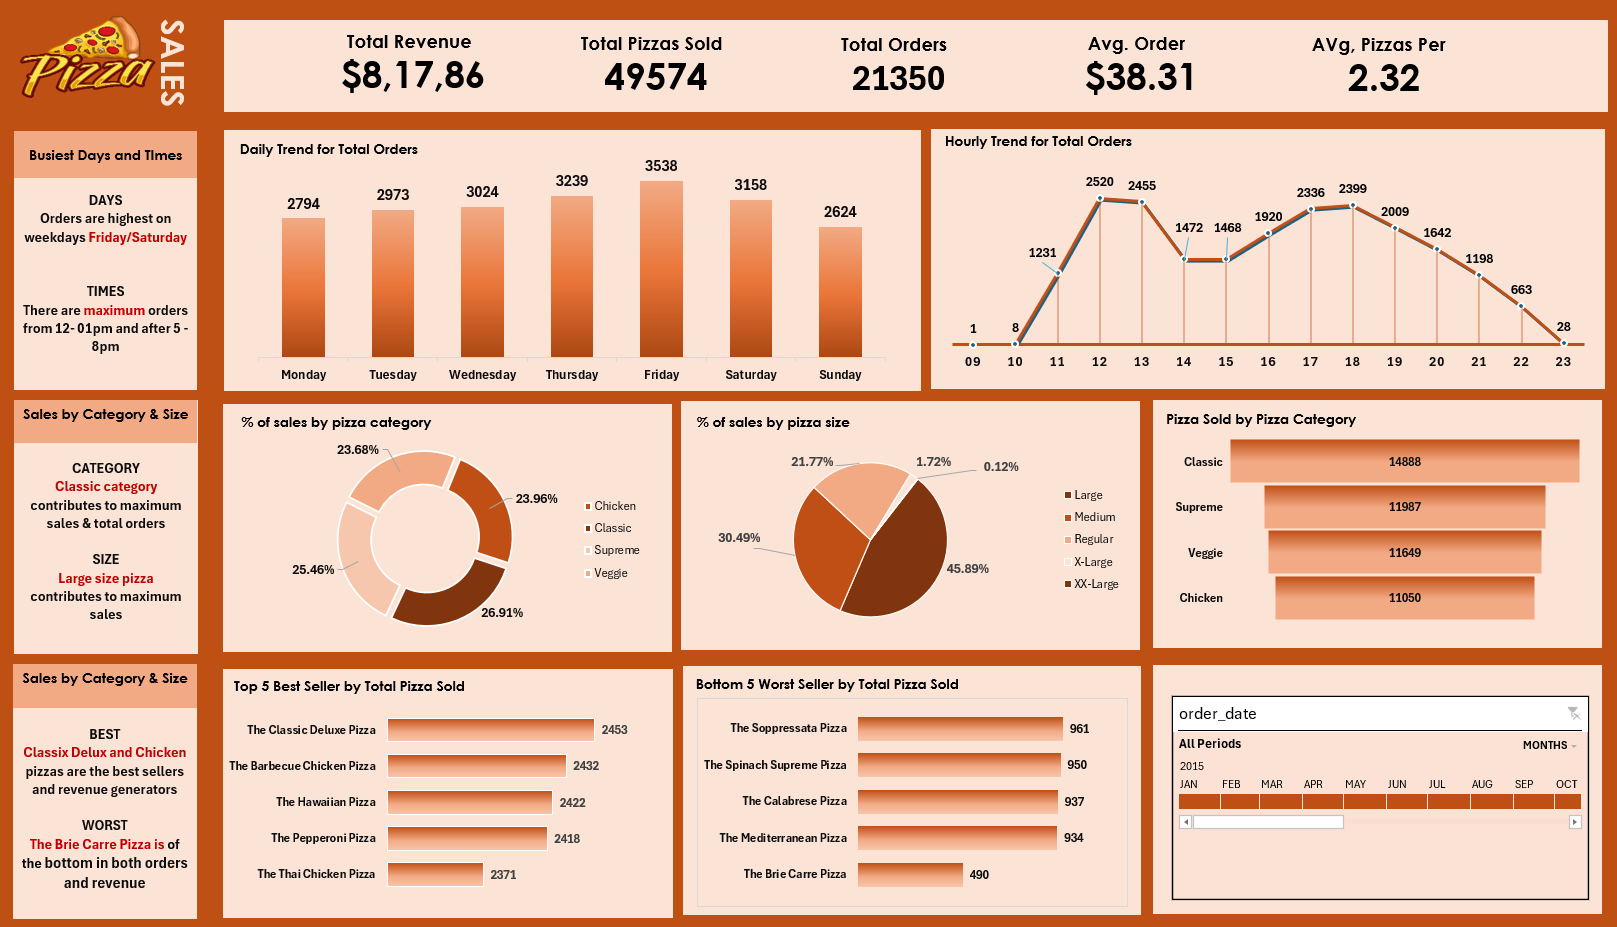 Pizza
SALES
Total Revenue
$8,17,86
Total Pizzas Sold
49574
Total Orders
21350
Avg. Order
$38.31
AVg, Pizzas Per
2.32
Busiest Days and TImes
DAYS
Orders are highest on
weekdays Friday/Saturday
TIMES
There are maximum orders
from 12- 01pm and after 5 -
8pm
Daily Trend for Total Orders
2794
2973
3024
3239
3538
3158
2624
Monday
Tuesday
Wednesday
Thursday
Friday
Saturday
Sunday
Hourly Trend for Total Orders
1
8
1231
2520
2455
1472
1468
1920
2336
2399
2009
1642
1198
663
28
09
10
11
12
13
14
15
16
17
18
19
20
21
22
23
Sales by Category & Size
CATEGORY
Classic category
contributes to maximum
sales & total orders
SIZE
Large size pizza
contributes to maximum
sales
% of sales by pizza category
23.68%
23.96%
25.46%
26.91%
Chicken
Classic
Supreme
Veggie
% of sales by pizza size
21.77%
1.72%
0.12%
30.49%
45.89%
Large
Medium
Regular
X-Large
XX-Large
Pizza Sold by Pizza Category
Classic 14888
Supreme 11987
Veggie 11649
Chicken 11050
Sales by Category & Size
BEST
Classix Delux and Chicken
pizzas are the best sellers
and revenue generators
WORST
The Brie Carre Pizza is of
the bottom in both orders
and revenue
Top 5 Best Seller by Total Pizza Sold
The Classic Deluxe Pizza 2453
The Barbecue Chicken Pizza 2432
The Hawaiian Pizza 2422
The Pepperoni Pizza 2418
The Thai Chicken Pizza 2371
Bottom 5 Worst Seller by Total Pizza Sold
The Soppressata Pizza 961
The Spinach Supreme Pizza 950
The Calabrese Pizza 937
The Mediterranean Pizza 934
The Brie Carre Pizza 490
order_date
All Periods
MONTHS
2015
JAN FEB MAR APR MAY JUN JUL AUG SEP OCT